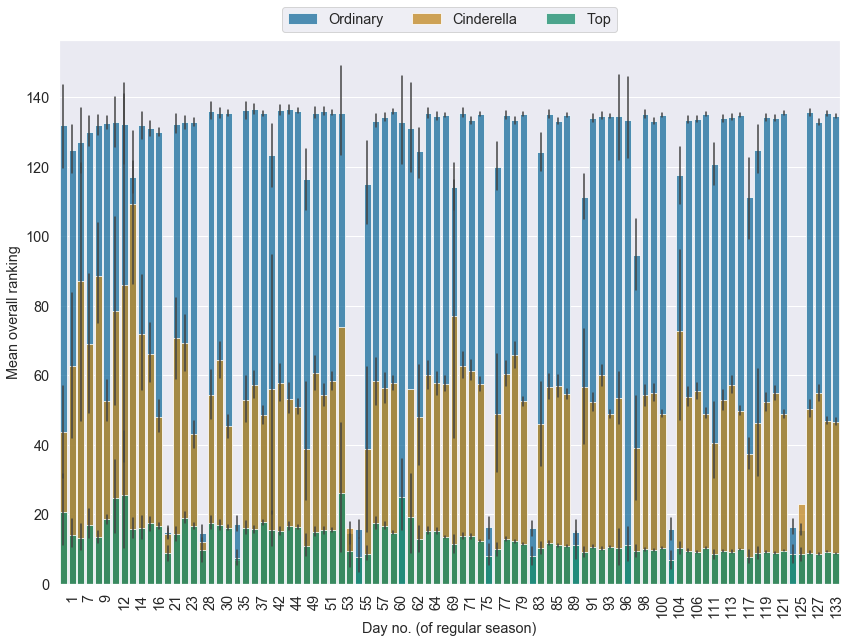 Ordinary Cinderella Top
Mean overall ranking
140
120
100
80
60
40
20
0
1 7 9 12 14 16 21 23 28 30 35 37 42 44 49 51 53 55 57 60 62 64 69 71 75 77 79 83 85 89 91 93 96 98 100 104 106 111 113 117 119 121 125 127 133
Day no. (of regular season)